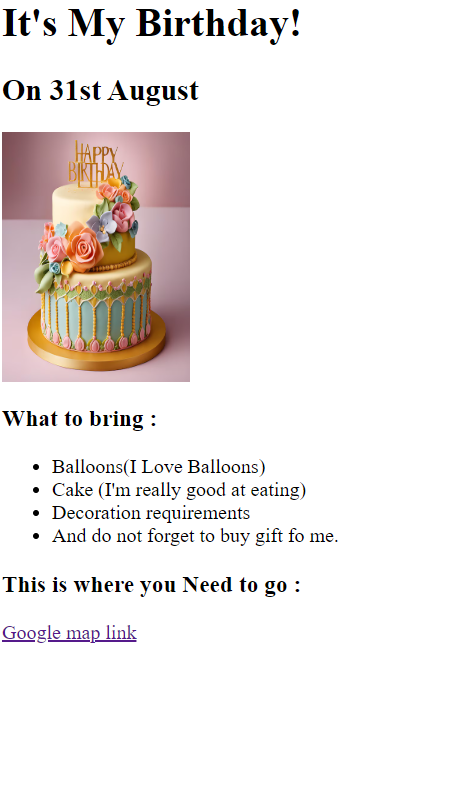 It's My Birthday!
On 31st August
HAPPY
BIRTHDAY
What to bring :
Balloons(I Love Balloons)
Cake (I'm really good at eating)
Decoration requirements
And do not forget to buy gift fo me.
This is where you Need to go :
Google map link